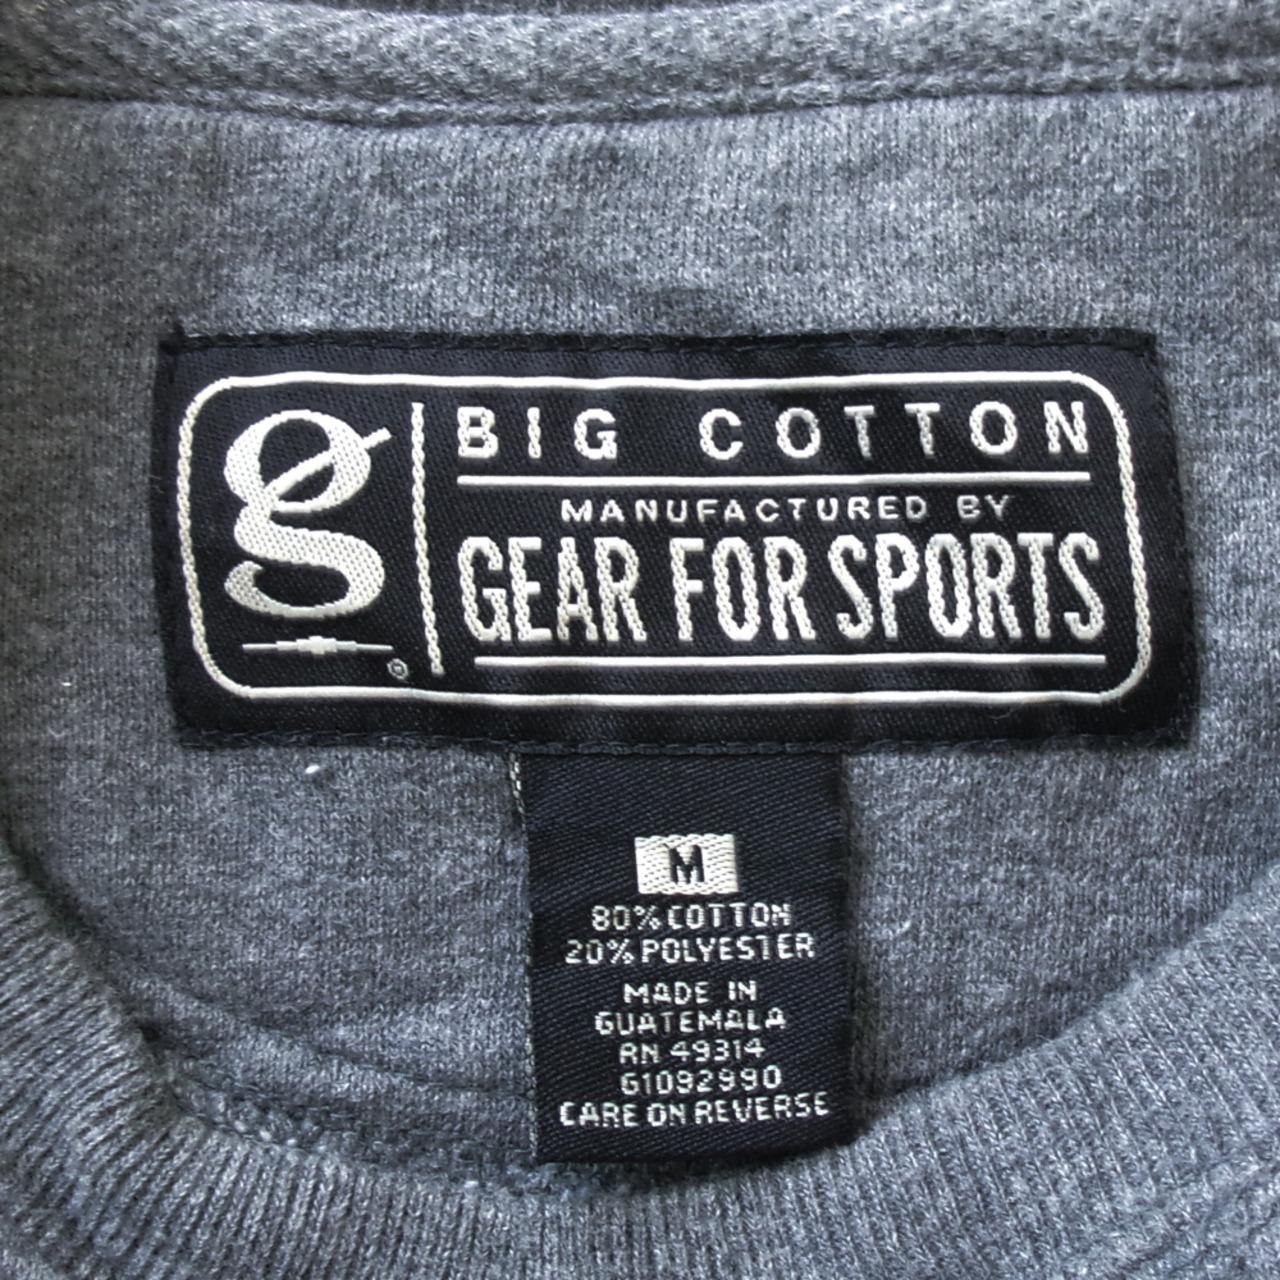 g
®
BIG COTTON
MANUFACTURED BY
GEAR FOR SPORTS
M
80% COTTON
20% POLYESTER
MADE IN
GUATEMALA
RN 49314
G1092990
CARE ON REVERSE